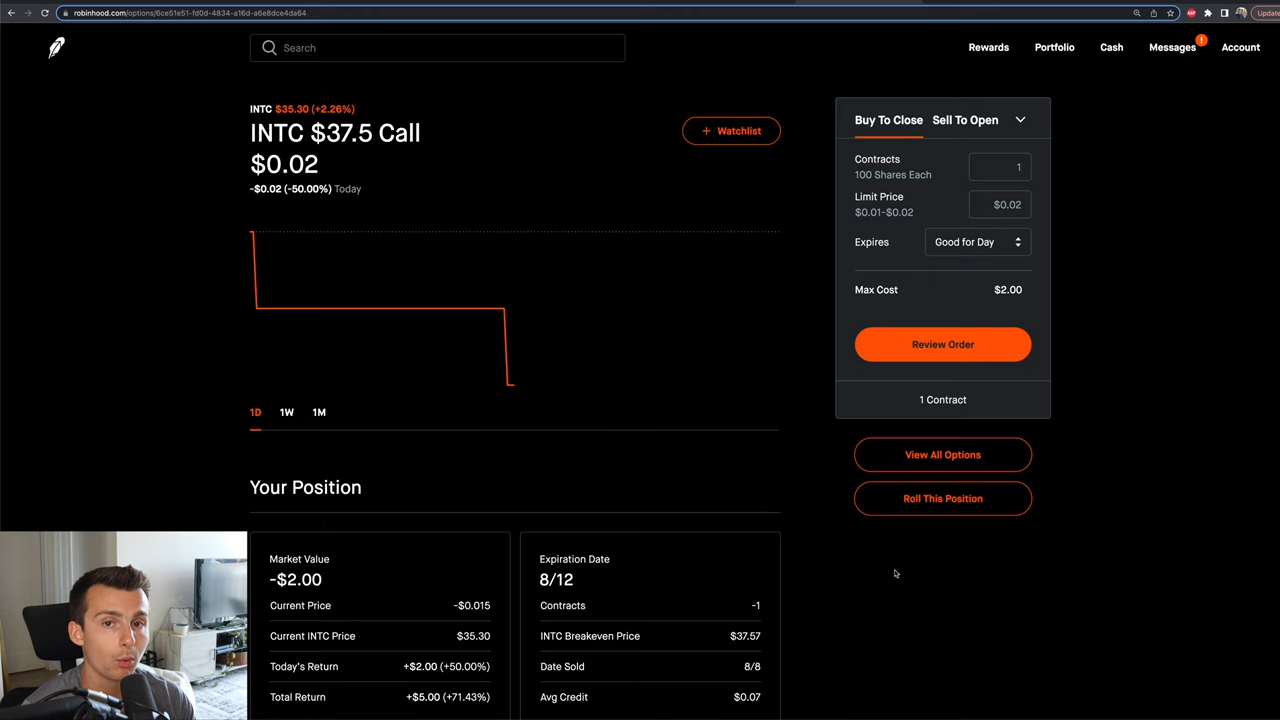 robinhood.com/options/6ce51e51-fd0d-4834-a16d-a6e8dce4da64
Update
Search
Rewards
Portfolio
Cash
Messages
!
Account
INTC $35.30 (+2.26%)
INTC $37.5 Call
$0.02
-$0.02 (-50.00%) Today
+ Watchlist
1D
1W
1M
Buy To Close
Sell To Open
Contracts
100 Shares Each
1
Limit Price
$0.01-$0.02
$0.02
Expires
Good for Day
Max Cost
$2.00
Review Order
1 Contract
View All Options
Roll This Position
Your Position
Market Value
-$2.00
Current Price
-$0.015
Current INTC Price
$35.30
Today's Return
+$2.00 (+50.00%)
Total Return
+$5.00 (+71.43%)
Expiration Date
8/12
Contracts
-1
INTC Breakeven Price
$37.57
Date Sold
8/8
Avg Credit
$0.07